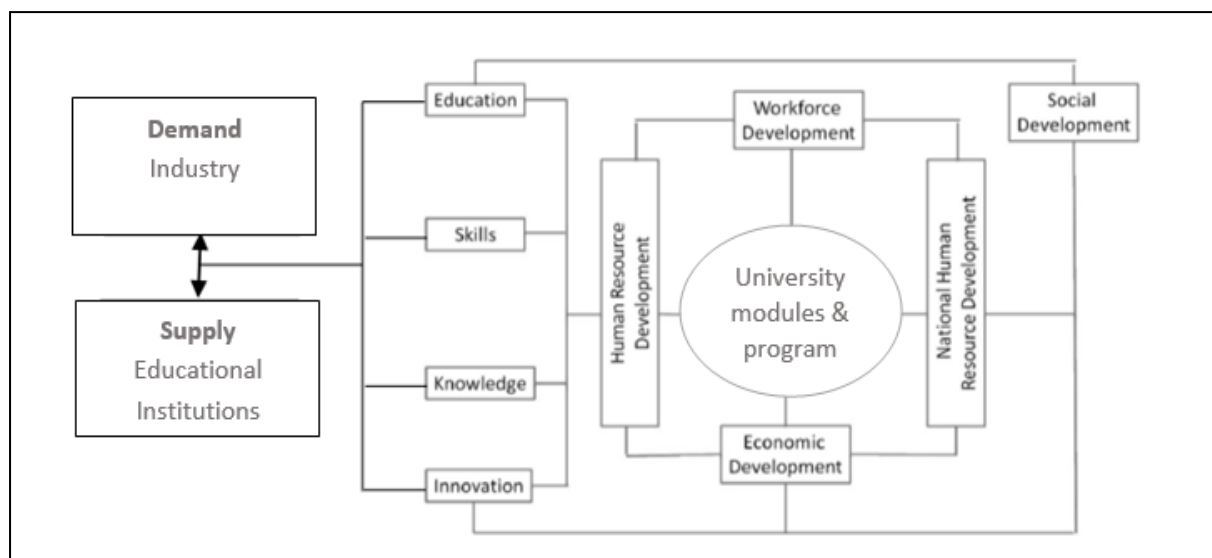 Demand
Industry
Supply
Educational
Institutions
Education
Skills
Knowledge
Innovation
Human Resource
Development
Workforce
Development
University
modules &
program
Economic
Development
National Human
Resource Development
Social
Development